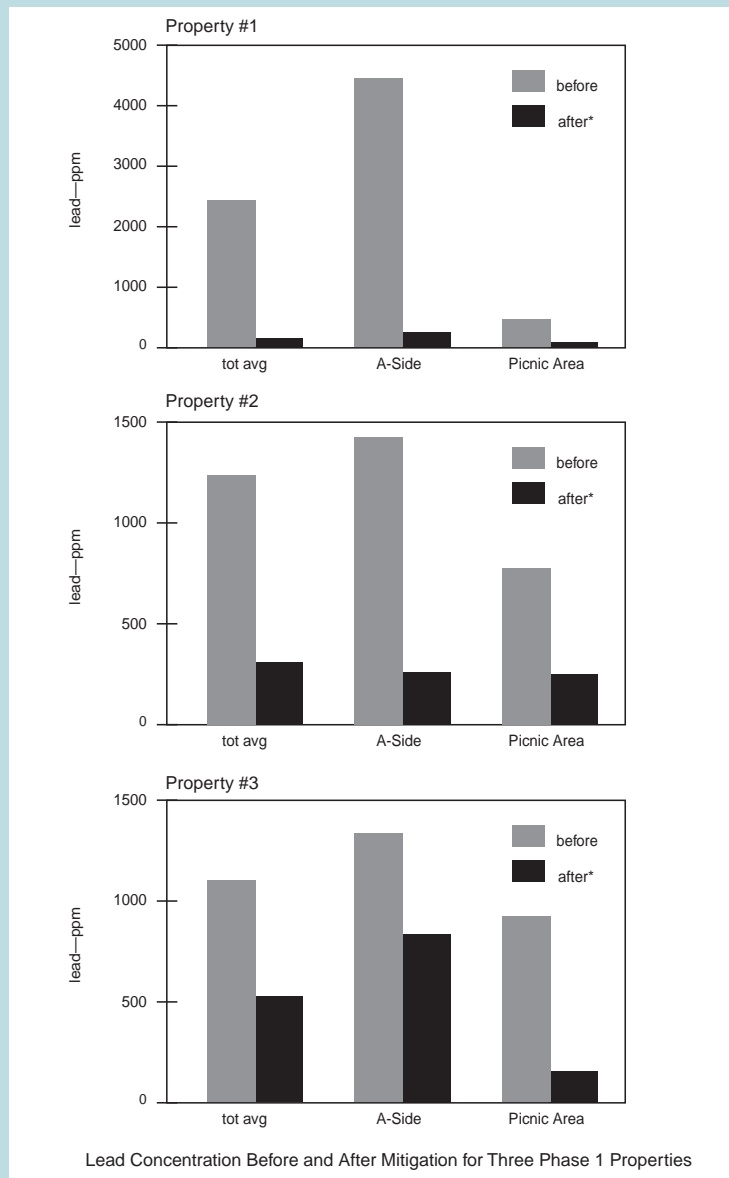 Property #1
5000
4000
3000
2000
1000
0
lead—ppm
before
after*
tot avg
A-Side
Picnic Area
Property #2
1500
1000
500
0
lead—ppm
before
after*
tot avg
A-Side
Picnic Area
Property #3
1500
1000
500
0
lead—ppm
before
after*
tot avg
A-Side
Picnic Area
Lead Concentration Before and After Mitigation for Three Phase 1 Properties